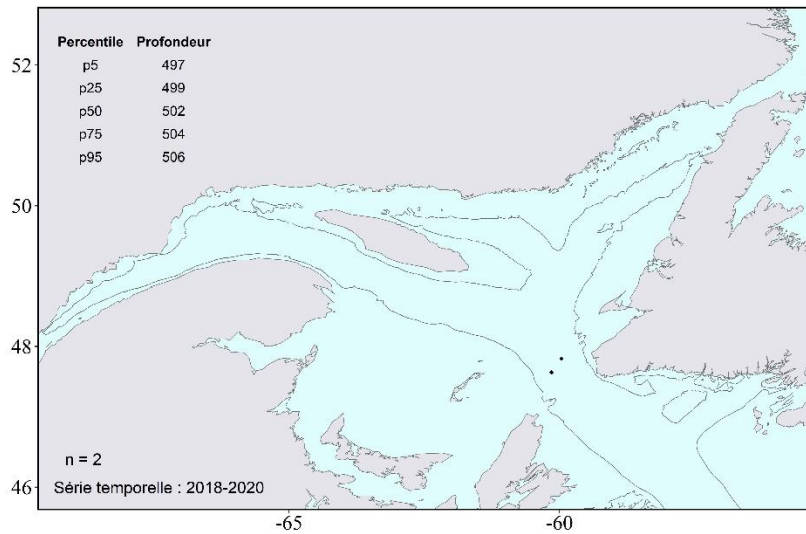 Percentile Profondeur
p5 497
p25 499
p50 502
p75 504
p95 506
52
50
48
46
n = 2
Série temporelle : 2018-2020
-65 -60